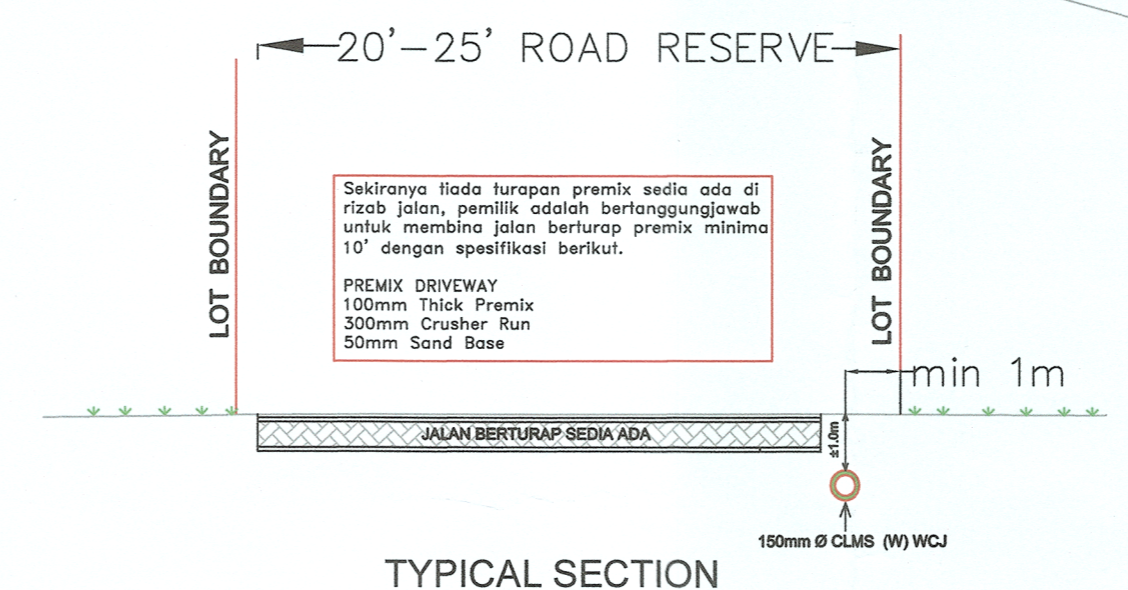 20'-25' ROAD RESERVE
LOT BOUNDARY
LOT BOUNDARY
Sekiranya tiada turapan premix sedia ada di
rizab jalan, pemilik adalah bertanggungjawab
untuk membina jalan berturap premix minima
10' dengan spesifikasi berikut.
PREMIX DRIVEWAY
100mm Thick Premix
300mm Crusher Run
50mm Sand Base
min 1m
JALAN BERTURAP SEDIA ADA
±1.0m
150mm Ø CLMS (W) WCJ
TYPICAL SECTION